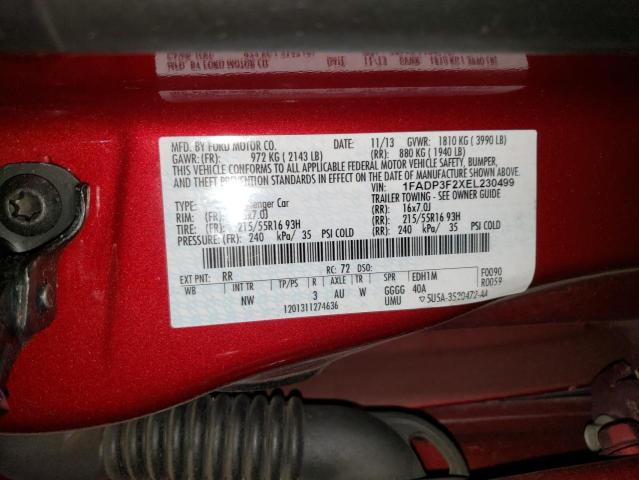 MFD. BY FORD MOTOR CO.
DATE: 11/13 GVWR: 1810 KG ( 3990 LB)
GAWR: (FR): 972 KG ( 2143 LB) (RR): 880 KG ( 1940 LB)
THIS VEHICLE CONFORMS TO ALL APPLICABLE FEDERAL MOTOR VEHICLE SAFETY, BUMPER,
AND THEFT PREVENTION STANDARDS IN EFFECT ON THE DATE OF MANUFACTURE SHOWN ABOVE.
VIN: 1FADP3F2XEL230499
TYPE: Car TRAILER TOWING - SEE OWNER GUIDE
RIM: (FR) (RR): 16x7.0J
TIRE: (FR) 215/55R16 93H (RR): 215/55R16 93H
PRESSURE: (FR): 240 kPa/ 35 PSI COLD (RR): 240 kPa/ 35 PSI COLD
EXT PNT: RR RC: 72 DSO:
WB INT TP/PS R AXLE TR SPR EDH1M F0090
NW 3 AU W GGGG 40A R0059
1201311274636 UMU